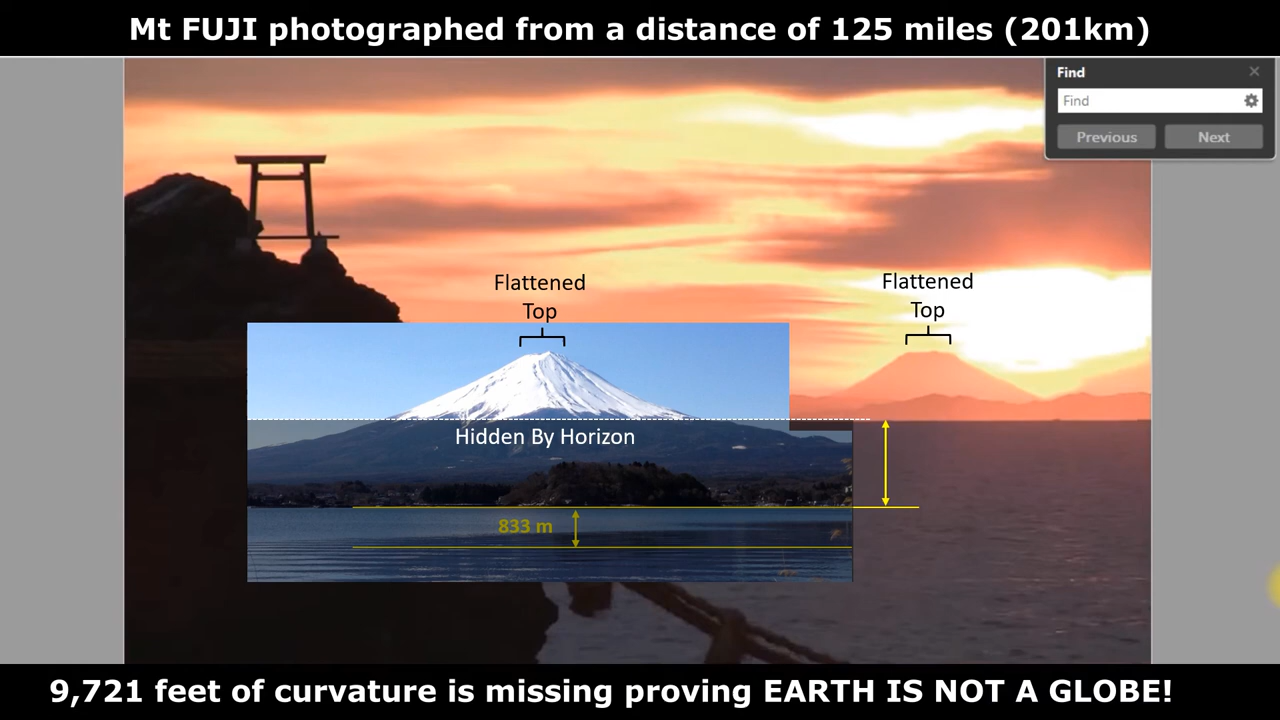 Mt FUJI photographed from a distance of 125 miles (201km)
Find
Find
Previous Next
Flattened
Top
Flattened
Top
Hidden By Horizon
833 m
9,721 feet of curvature is missing proving EARTH IS NOT A GLOBE!